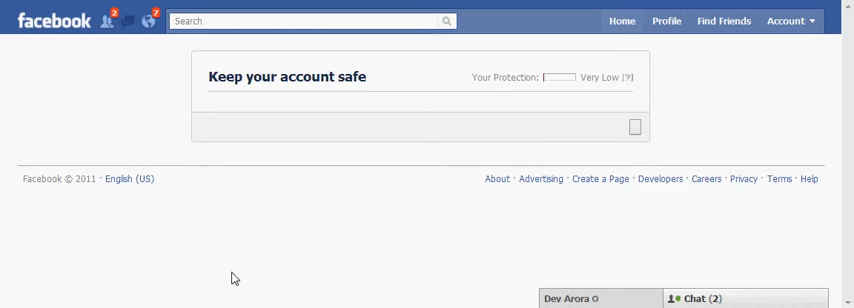 facebook 2 7 Search Home Profile Find Friends Account
Keep your account safe Your Protection: Very Low [?]
Facebook © 2011 · English (US) About · Advertising · Create a Page · Developers · Careers · Privacy · Terms · Help
Dev Arora Chat (2)